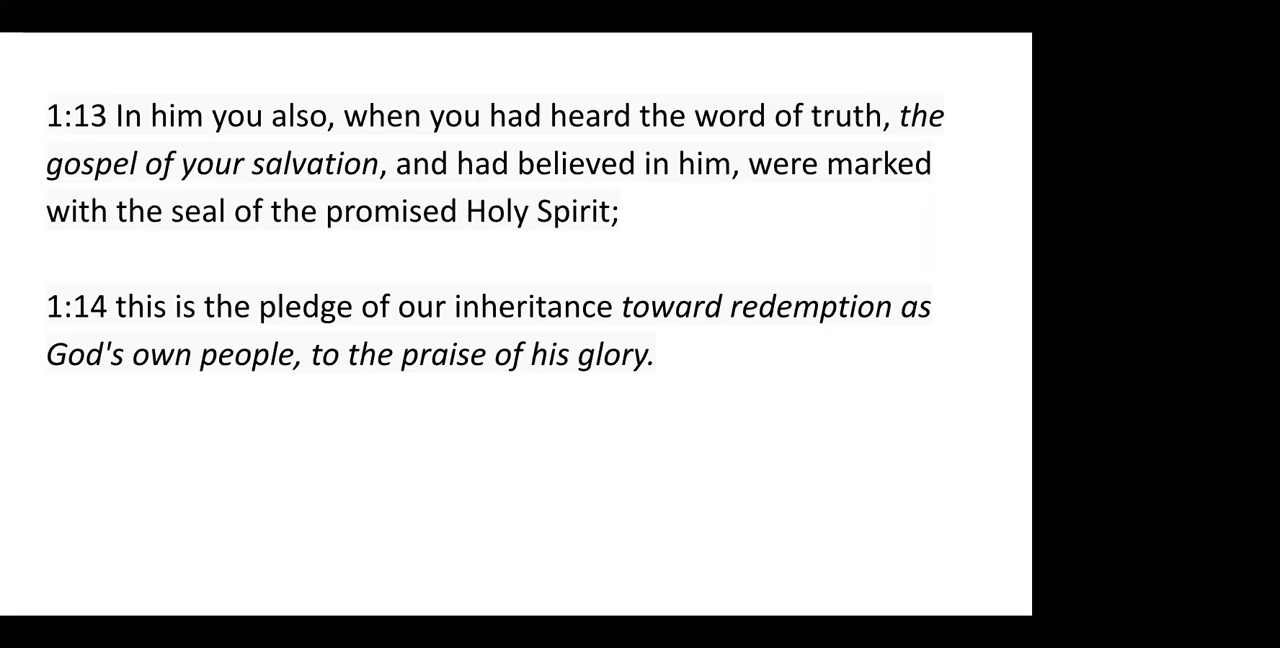 1:13 In him you also, when you had heard the word of truth, the
gospel of your salvation, and had believed in him, were marked
with the seal of the promised Holy Spirit;
1:14 this is the pledge of our inheritance toward redemption as
God's own people, to the praise of his glory.